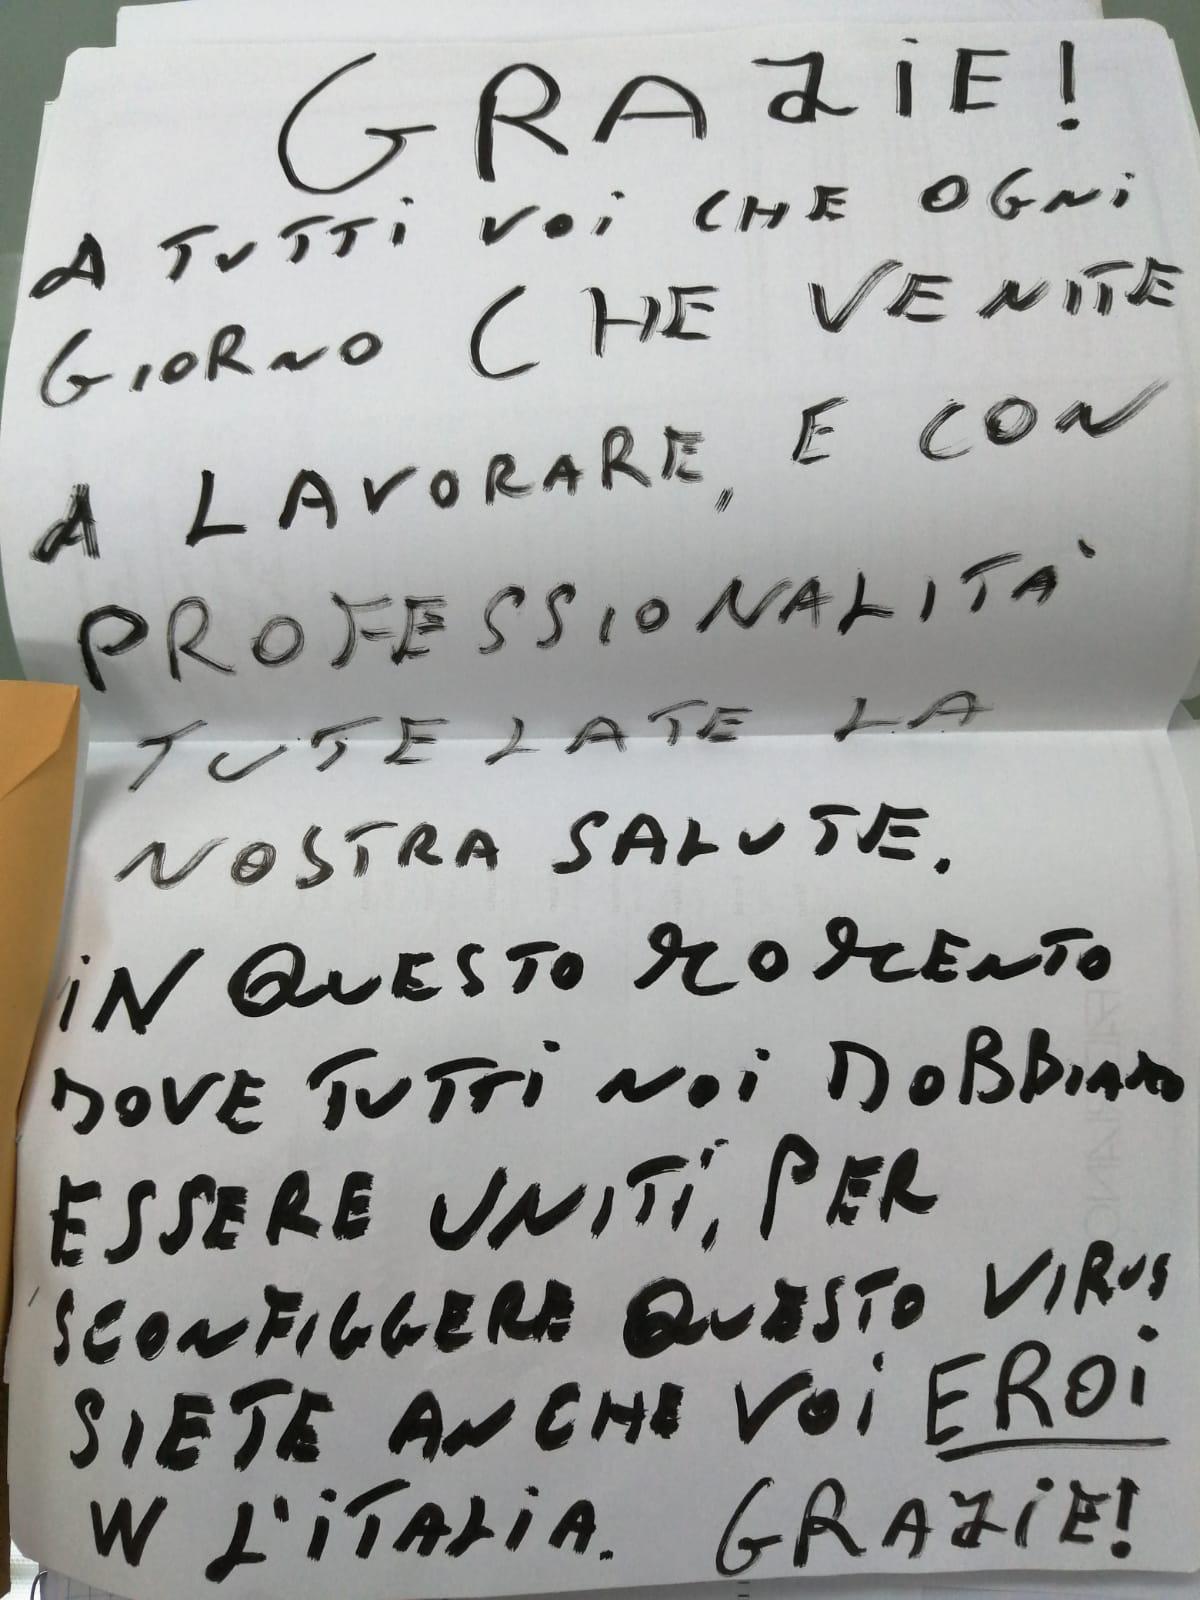 GRAZIE!
A TUTTI VOI CHE OGNI
GIORNO CHE VENITE
A LAVORARE, E CON
PROFESSIONALITA'
TUTELATE LA
NOSTRA SALUTE.
IN QUESTO MOMENTO
DOVE TUTTI NOI DOBBIAMO
ESSERE UNITI, PER
SCONFIGGERE QUESTO VIRUS
SIETE ANCHE VOI EROI
W L'ITALIA. GRAZIE!